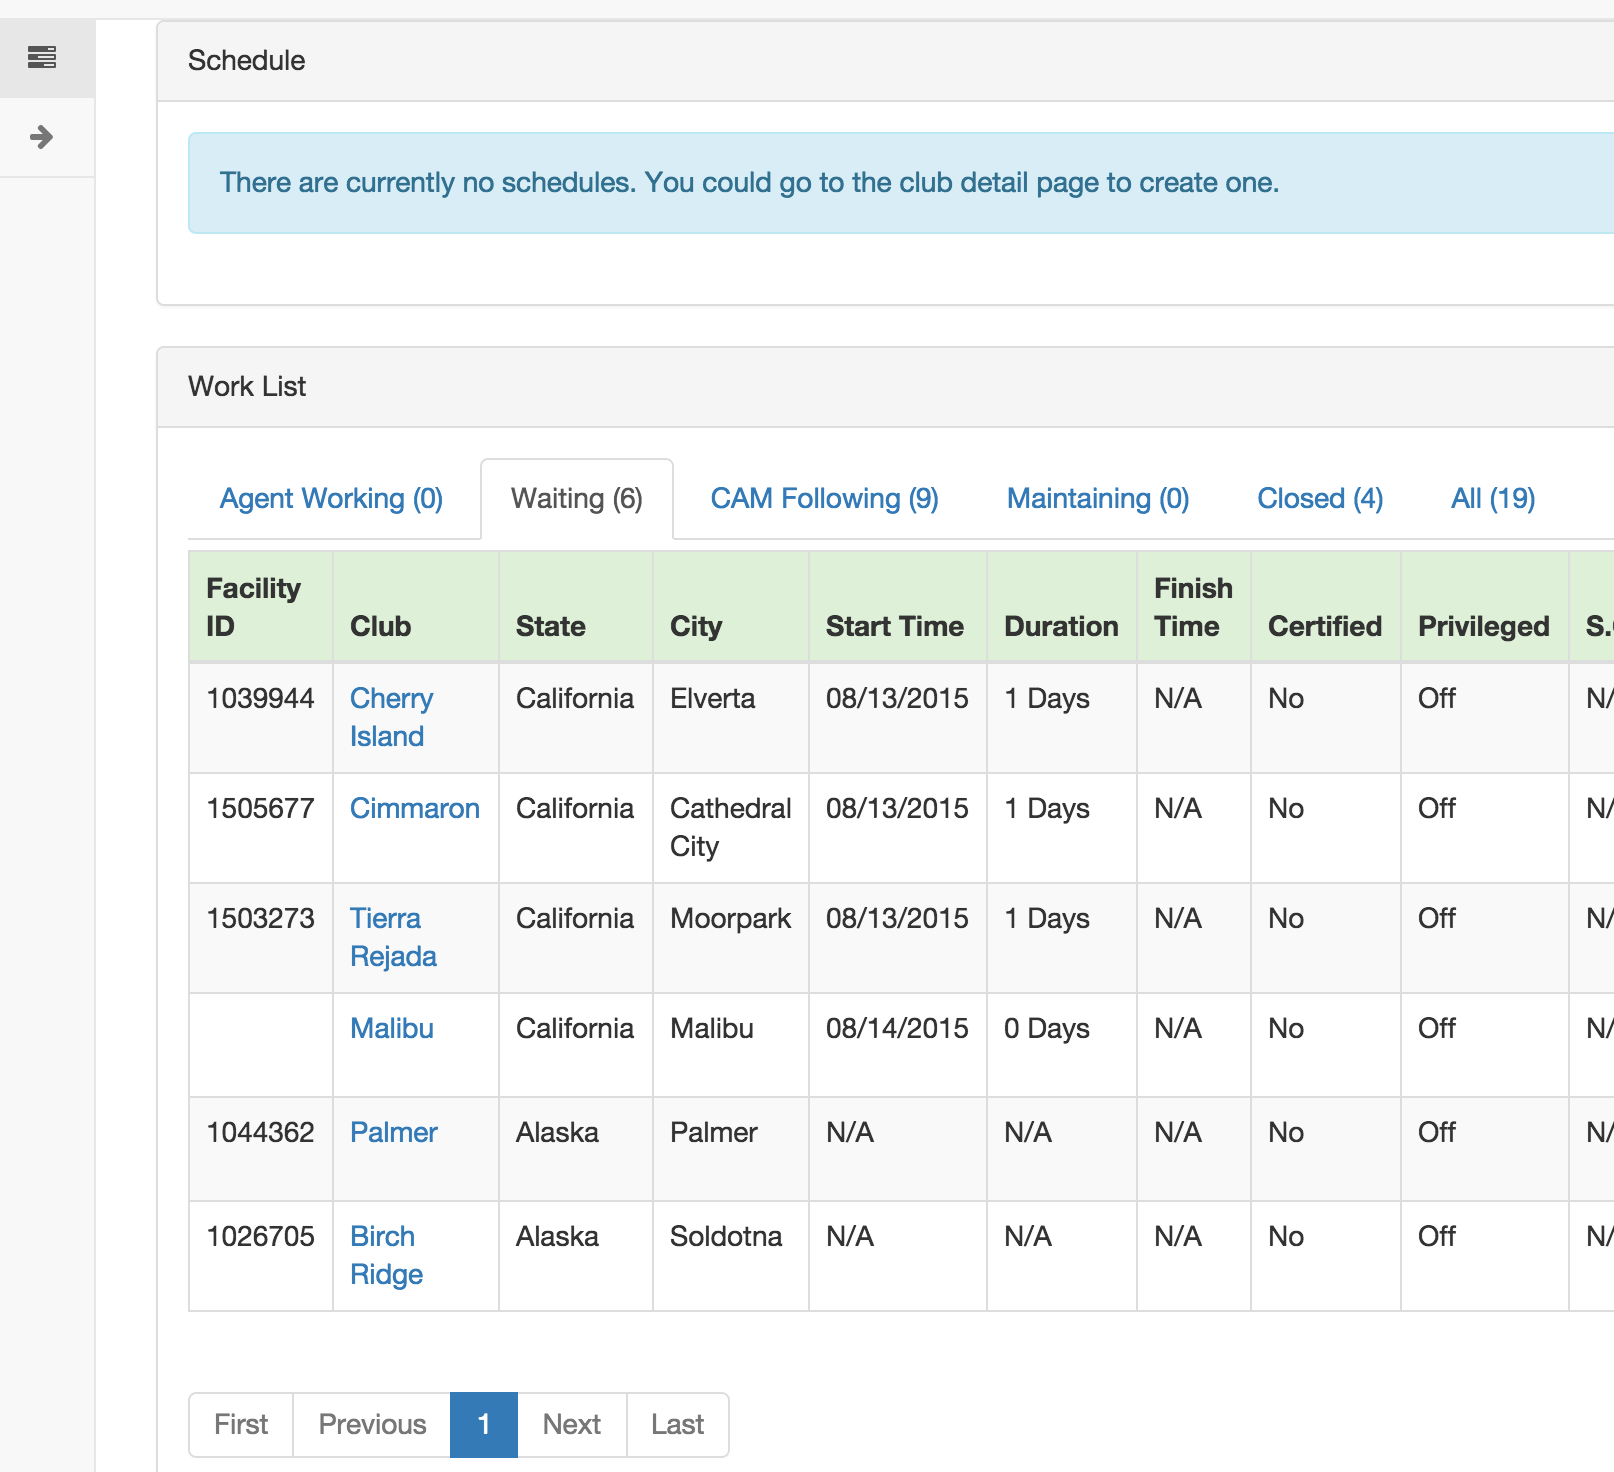 Schedule
There are currently no schedules. You could go to the club detail page to create one.
Work List
Agent Working (0) Waiting (6) CAM Following (9) Maintaining (0) Closed (4) All (19)
Facility ID Club State City Start Time Duration Finish Time Certified Privileged
1039944 Cherry Island California Elverta 08/13/2015 1 Days N/A No Off
1505677 Cimmaron California Cathedral City 08/13/2015 1 Days N/A No Off
1503273 Tierra Rejada California Moorpark 08/13/2015 1 Days N/A No Off
Malibu California Malibu 08/14/2015 0 Days N/A No Off
1044362 Palmer Alaska Palmer N/A N/A N/A No Off
1026705 Birch Ridge Alaska Soldotna N/A N/A N/A No Off
First Previous 1 Next Last